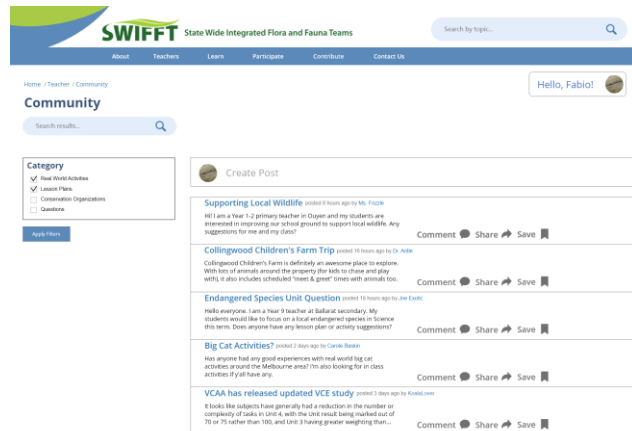 SWIFFT State Wide Integrated Flora and Fauna Teams
Search by topic...
About Teachers Learn Participate Contribute Contact Us
Home / Teacher / Community
Hello, Fabio!
Community
Search results...
Category
Real World Activities
Lesson Plans
Conservation Organizations
Questions
Apply Filters
Create Post
Supporting Local Wildlife posted 8 hours ago by Ms. Frizzle
Hi! I am a Year 1-2 primary teacher in Ouyen and my students are
interested in improving our school ground to support local wildlife. Any
suggestions for me and my class?
Comment Share Save
Collingwood Children's Farm Trip posted 16 hours ago by Dr. Antle
Collingwood Children's Farm is definitely an awesome place to explore.
With lots of animals around the property (for kids to chase and play
with), it also includes scheduled "meet & greet" times with animals too.
Comment Share Save
Endangered Species Unit Question posted 18 hours ago by Joe Exotic
Hello everyone. I am a Year 9 teacher at Ballarat secondary. My
students would like to focus on a local endangered species in Science
this term. Does anyone have any lesson plan or activity suggestions?
Comment Share Save
Big Cat Activities? posted 2 days ago by Carole Baskin
Has anyone had any good experiences with real world big cat
activities around the Melbourne area? I'm also looking for in class
activities if y'all have any.
Comment Share Save
VCAA has released updated VCE study posted 3 days ago by KoalaLover
It looks like subjects have generally had a reduction in the number or
complexity of tasks in Unit 4, with the Unit result being marked out of
70 or 75 rather than 100, and Unit 3 having greater weighting than...
Comment Share Save